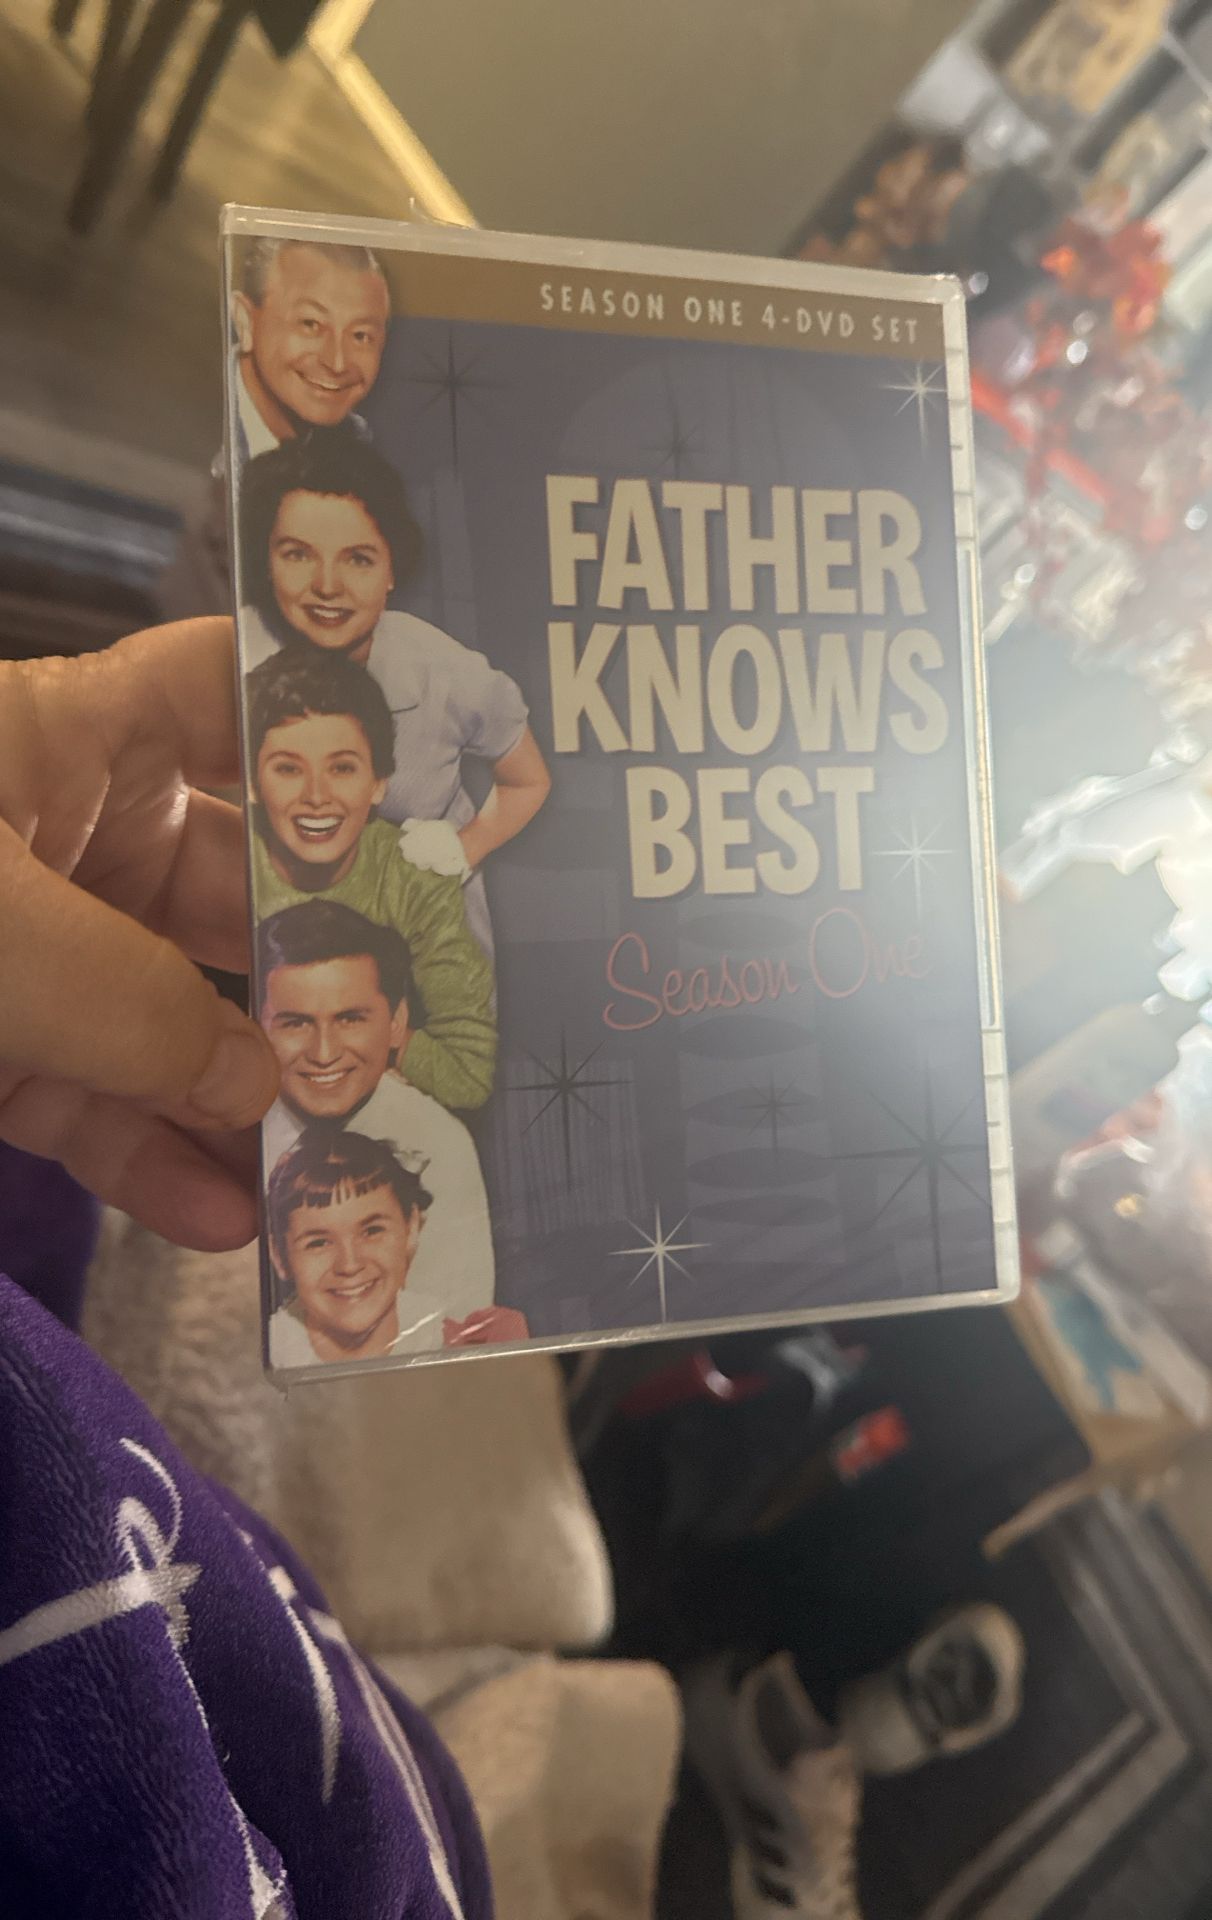 SEASON ONE 4-DVD SET
FATHER
KNOWS
BEST
Season One